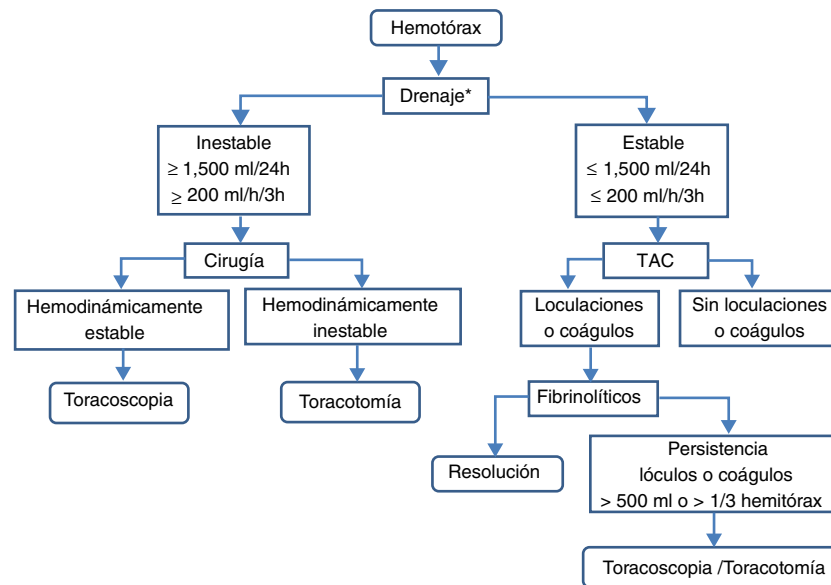 Hemotórax
Drenaje*
Inestable
≥ 1,500 ml/24h
≥ 200 ml/h/3h
Estable
≤ 1,500 ml/24h
≤ 200 ml/h/3h
Cirugía
TAC
Hemodinámicamente
estable
Hemodinámicamente
inestable
Loculaciones
o coágulos
Sin loculaciones
o coágulos
Toracoscopia
Toracotomía
Fibrinolíticos
Resolución
Persistencia
lóculos o coágulos
> 500 ml o > 1/3 hemitórax
Toracoscopia /Toracotomía